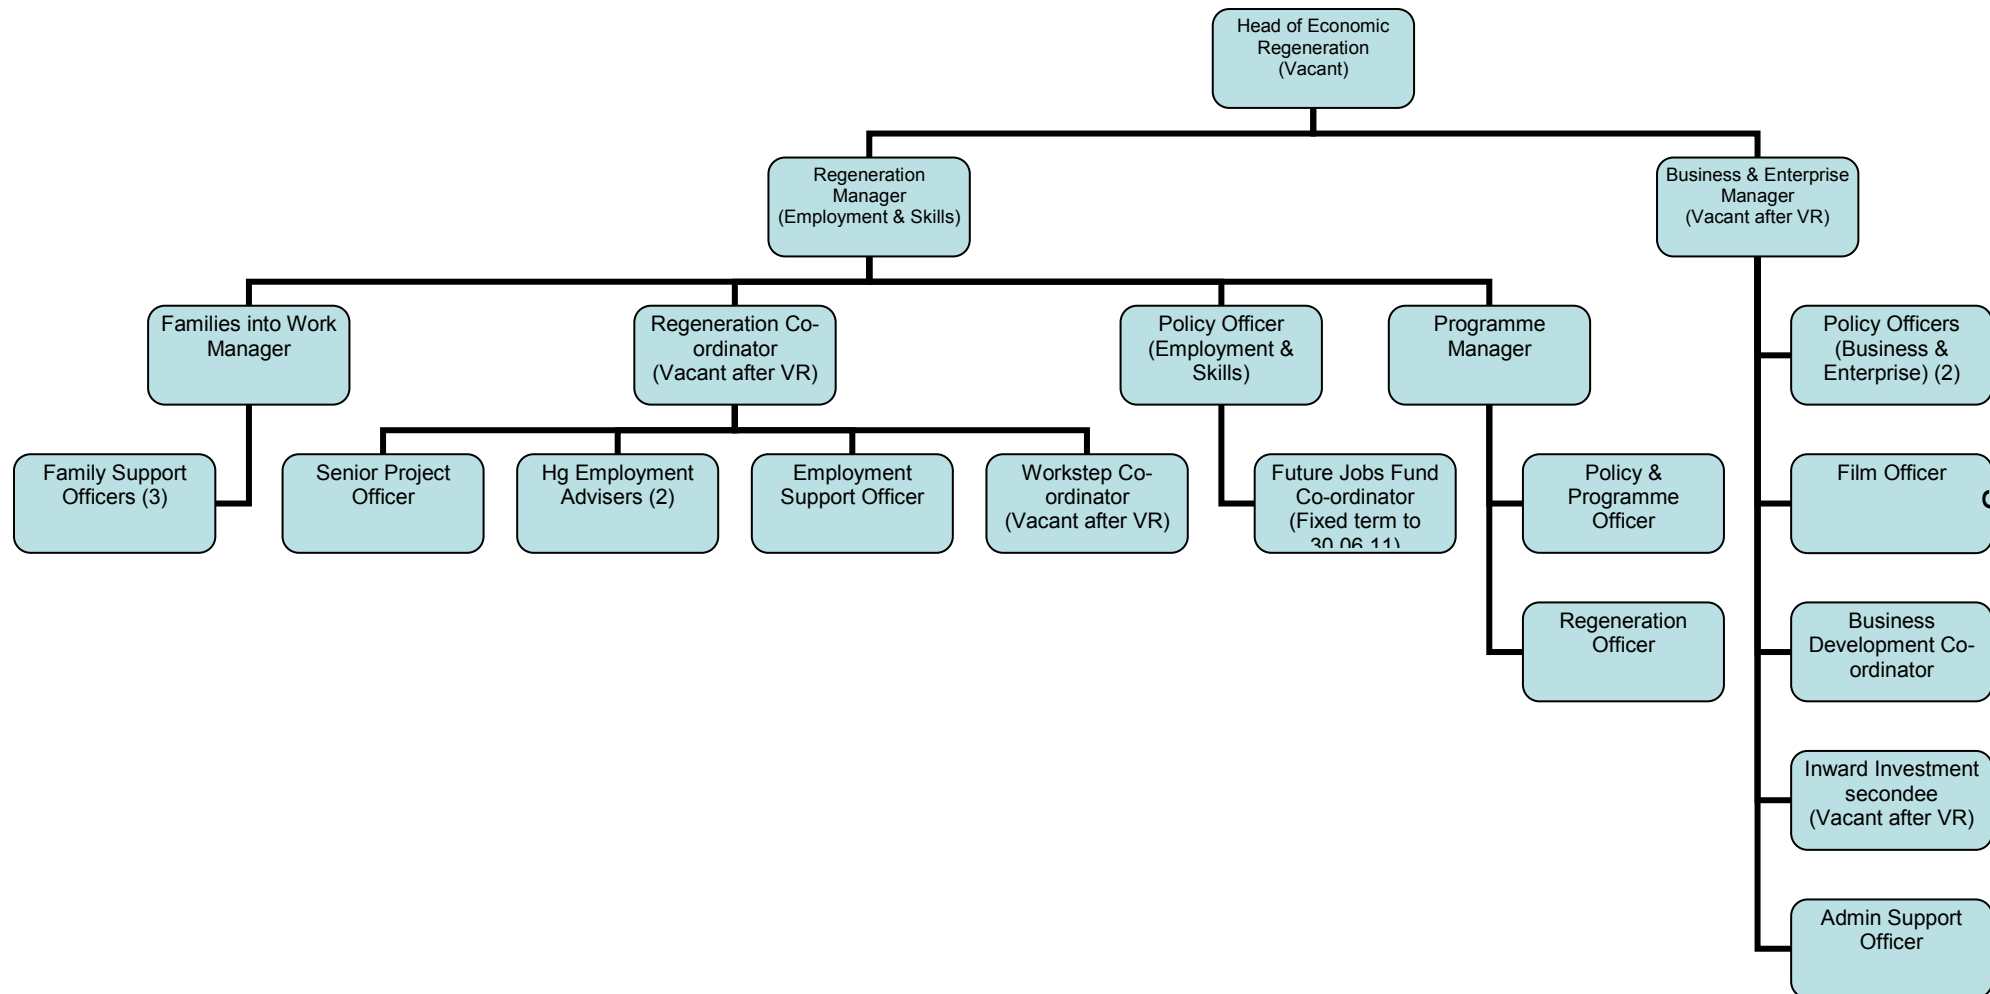 Head of Economic
Regeneration
(Vacant)
Regeneration
Manager
(Employment & Skills)
Business & Enterprise
Manager
(Vacant after VR)
Families into Work
Manager
Regeneration Co-
ordinator
(Vacant after VR)
Policy Officer
(Employment &
Skills)
Programme
Manager
Policy Officers
(Business &
Enterprise) (2)
Family Support
Officers (3)
Senior Project
Officer
Hg Employment
Advisers (2)
Employment
Support Officer
Workstep Co-
ordinator
(Vacant after VR)
Future Jobs Fund
Co-ordinator
(Fixed term to
30.06.11)
Policy &
Programme
Officer
Film Officer
Regeneration
Officer
Business
Development Co-
ordinator
Inward Investment
secondee
(Vacant after VR)
Admin Support
Officer